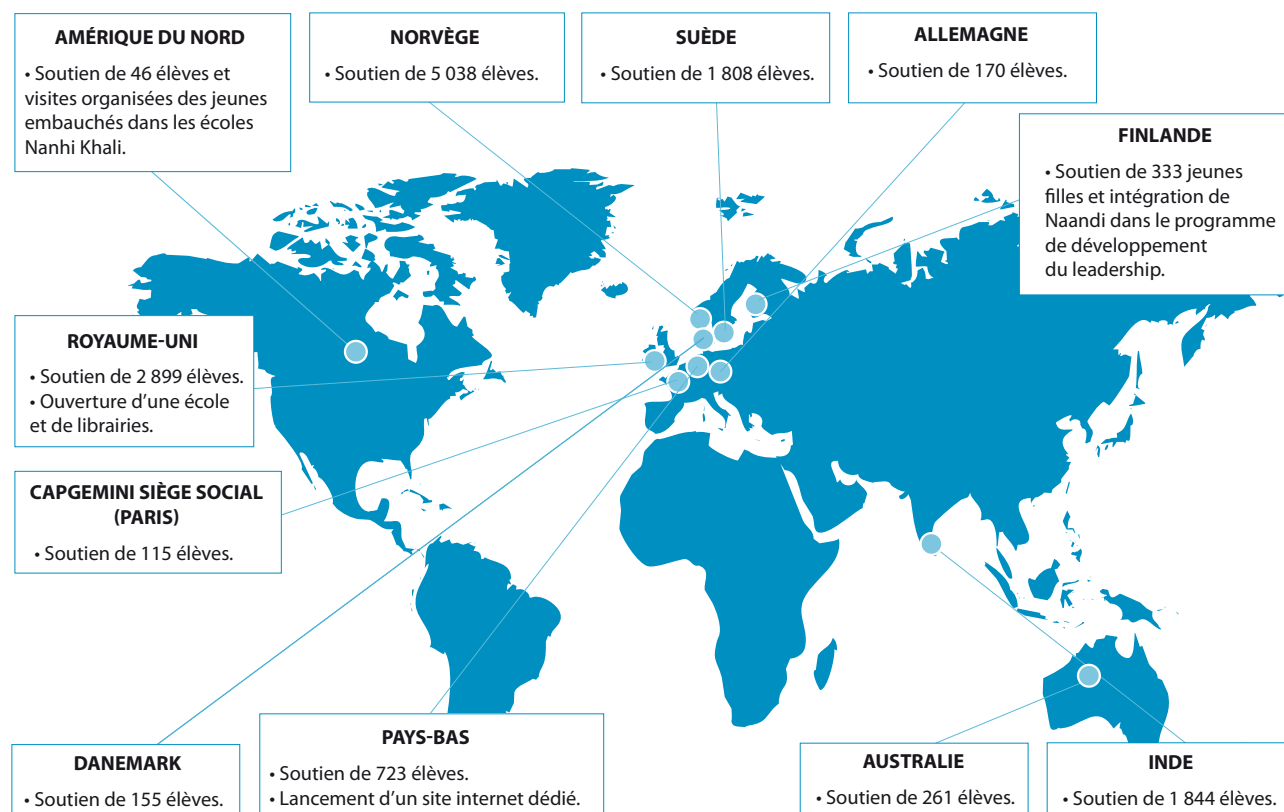 AMÉRIQUE DU NORD
• Soutien de 46 élèves et
visites organisées des jeunes
embauchés dans les écoles
Nanhi Khali.
NORVÈGE
• Soutien de 5 038 élèves.
SUÈDE
• Soutien de 1 808 élèves.
ALLEMAGNE
• Soutien de 170 élèves.
FINLANDE
• Soutien de 333 jeunes
filles et intégration de
Naandi dans le programme
de développement
du leadership.
ROYAUME-UNI
• Soutien de 2 899 élèves.
• Ouverture d’une école
et de librairies.
CAPGEMINI SIÈGE SOCIAL
(PARIS)
• Soutien de 115 élèves.
DANEMARK
• Soutien de 155 élèves.
PAYS-BAS
• Soutien de 723 élèves.
• Lancement d’un site internet dédié.
AUSTRALIE
• Soutien de 261 élèves.
INDE
• Soutien de 1 844 élèves.